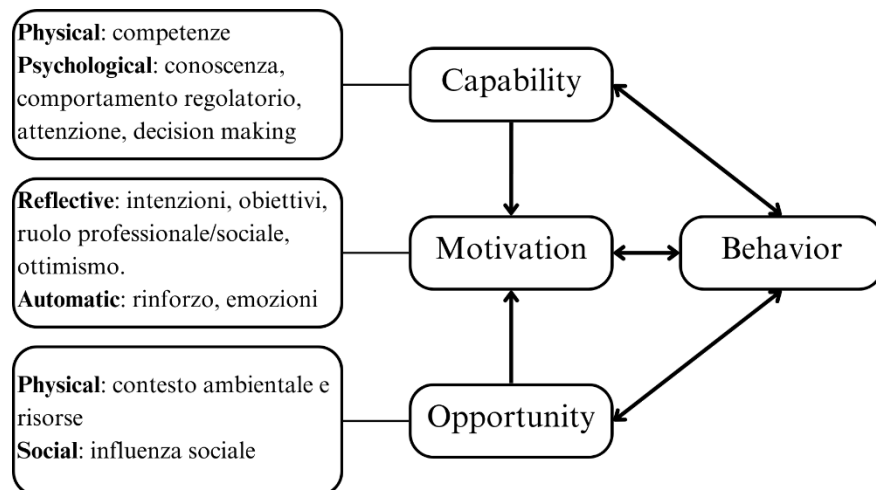 Physical: competenze
Psychological: conoscenza,
comportamento regolatorio,
attenzione, decision making
Capability
Reflective: intenzioni, obiettivi,
ruolo professionale/sociale,
ottimismo.
Automatic: rinforzo, emozioni
Motivation
Behavior
Physical: contesto ambientale e
risorse
Social: influenza sociale
Opportunity